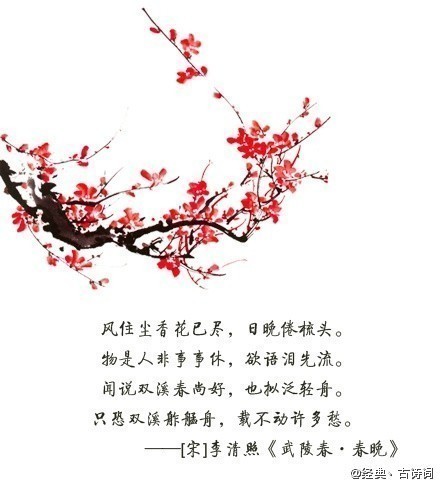 风住尘香花已尽，日晚倦梳头。
物是人非事事休，欲语泪先流。
闻说双溪春尚好，也拟泛轻舟。
只恐双溪舴艋舟，载不动许多愁。
——[宋]李清照《武陵春·春晚》
@经典、古诗词